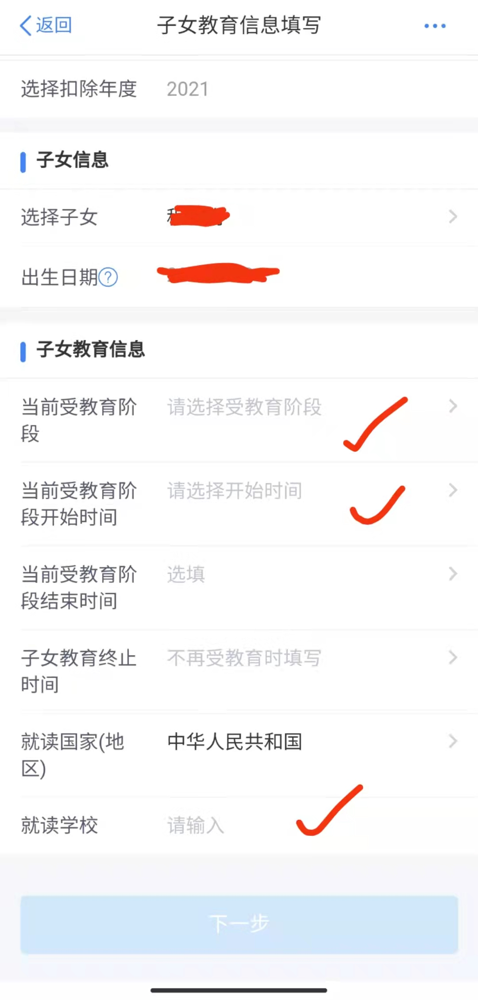 返回 子女教育信息填写
选择扣除年度 2021
子女信息
选择子女
出生日期?
子女教育信息
当前受教育阶 请选择受教育阶段
段
当前受教育阶 请选择开始时间
段开始时间
当前受教育阶 选填
段结束时间
子女教育终止 不再受教育时填写
时间
就读国家(地 中华人民共和国
区)
就读学校 请输入
下一步